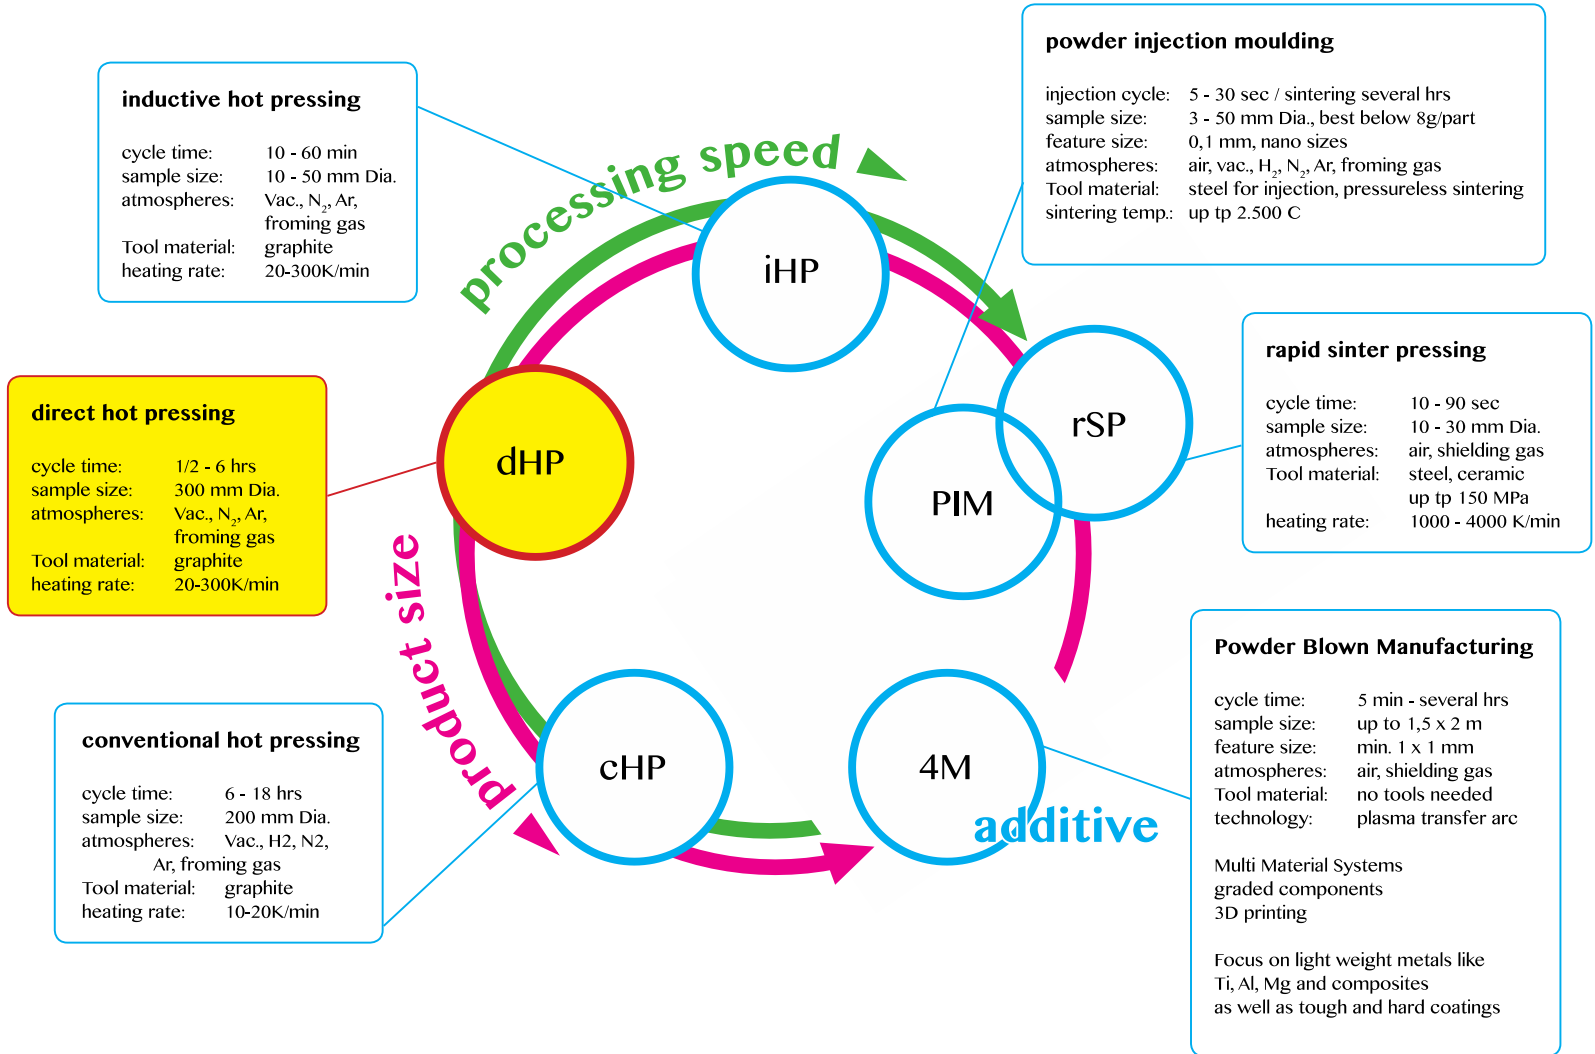 powder injection moulding
injection cycle: 5 - 30 sec / sintering several hrs
sample size: 3 - 50 mm Dia., best below 8g/part
feature size: 0,1 mm, nano sizes
atmospheres: air, vac., H₂, N₂, Ar, froming gas
Tool material: steel for injection, pressureless sintering
sintering temp.: up tp 2.500 C
inductive hot pressing
cycle time: 10 - 60 min
sample size: 10 - 50 mm Dia.
atmospheres: Vac., N₂, Ar,
froming gas
Tool material: graphite
heating rate: 20-300K/min
processing speed
iHP
rapid sinter pressing
cycle time: 10 - 90 sec
sample size: 10 - 30 mm Dia.
atmospheres: air, shielding gas
Tool material: steel, ceramic
up tp 150 MPa
heating rate: 1000 - 4000 K/min
direct hot pressing
cycle time: 1/2 - 6 hrs
sample size: 300 mm Dia.
atmospheres: Vac., N₂, Ar,
froming gas
Tool material: graphite
heating rate: 20-300K/min
dHP
rSP
PIM
product size
Powder Blown Manufacturing
cycle time: 5 min - several hrs
sample size: up to 1,5 x 2 m
feature size: min. 1 x 1 mm
atmospheres: air, shielding gas
Tool material: no tools needed
technology: plasma transfer arc
Multi Material Systems
graded components
3D printing
Focus on light weight metals like
Ti, Al, Mg and composites
as well as tough and hard coatings
conventional hot pressing
cycle time: 6 - 18 hrs
sample size: 200 mm Dia.
atmospheres: Vac., H2, N2,
Ar, froming gas
Tool material: graphite
heating rate: 10-20K/min
cHP
4M
additive